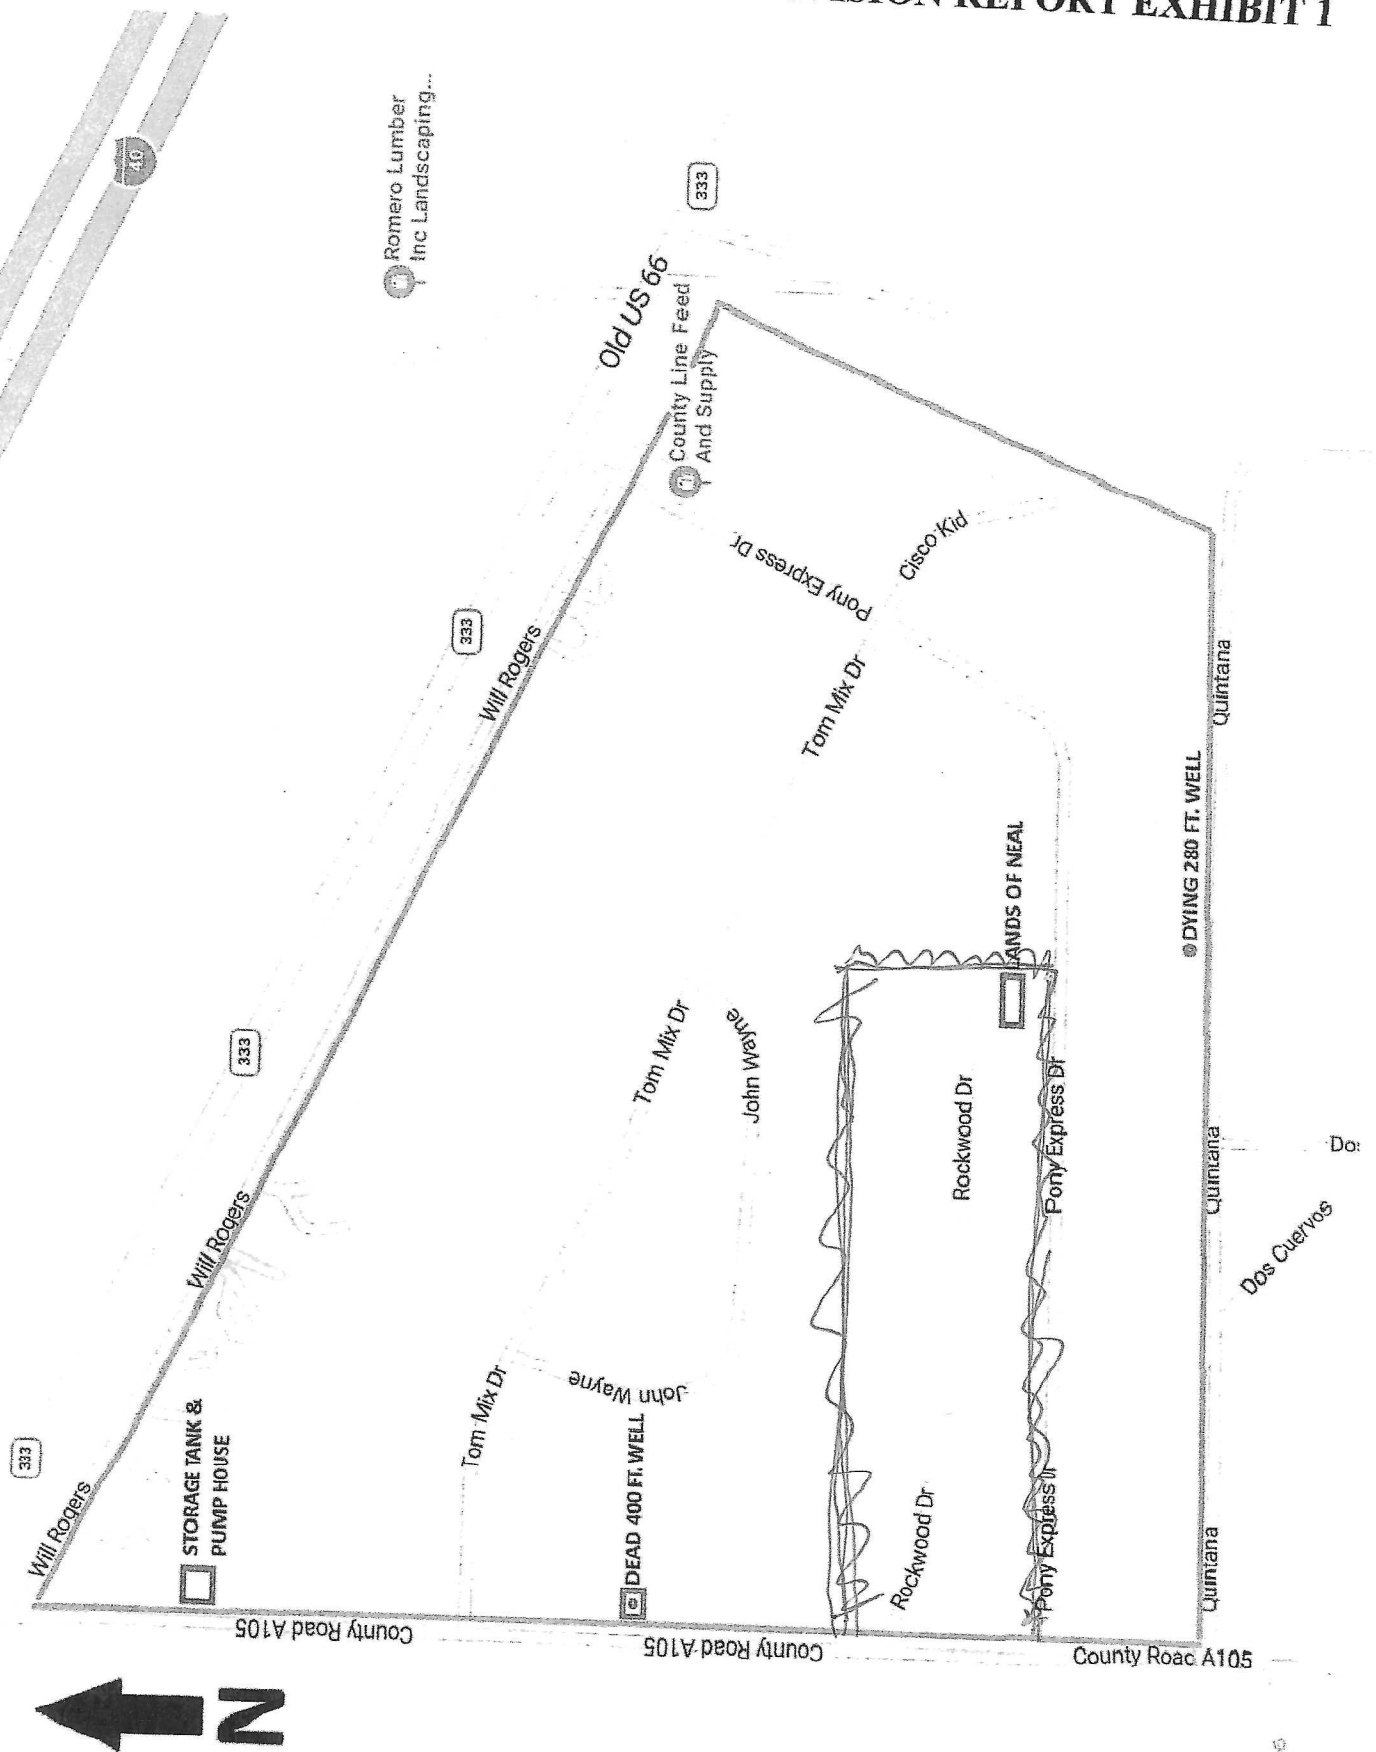 REPORT EXHIBIT 1
40
Romero Lumber
Inc Landscaping...
333
Old US 66
County Line Feed
And Supply
Pony Express Dr
Cisco Kid
333
Will Rogers
Tom Mix Dr
Quintana
DYING 280 FT. WELL
LANDS OF NEAL
333
Tom Mix Dr
John Wayne
Rockwood Dr
Pony Express Dr
Quintana
Dos Cuervos
Will Rogers
Tom Mix Dr
John Wayne
DEAD 400 FT. WELL
Rockwood Dr
Pony Express Dr
Quintana
333
Will Rogers
STORAGE TANK &
PUMP HOUSE
County Road A105
County Road A105
County Road A105
N